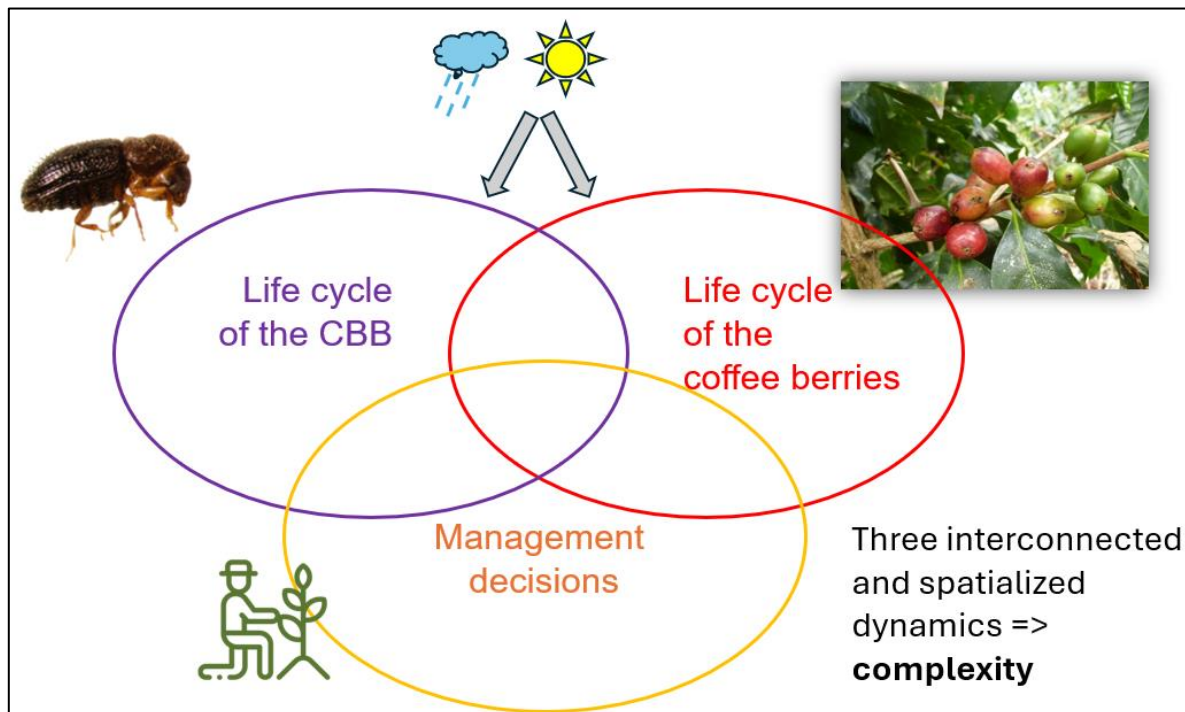 Life cycle
of the CBB
Life cycle
of the
coffee berries
Management
decisions
Three interconnected
and spatialized
dynamics =>
complexity